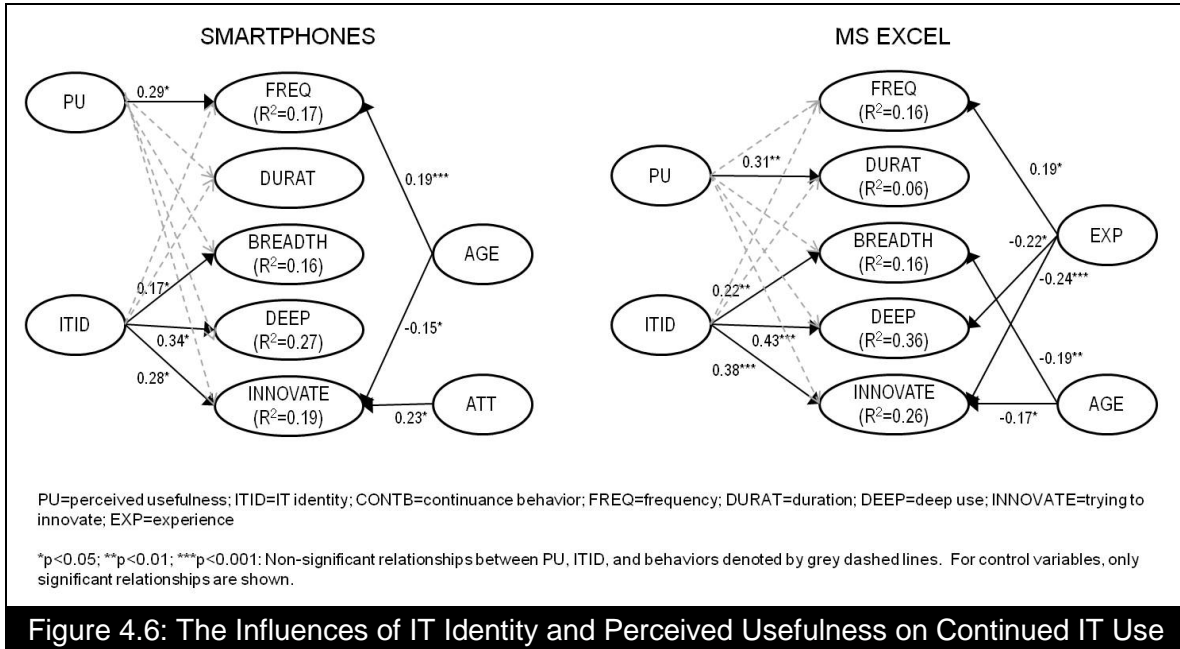 SMARTPHONES
PU
ITID
FREQ
(R²=0.17)
DURAT
BREADTH
(R²=0.16)
DEEP
(R²=0.27)
INNOVATE
(R²=0.19)
AGE
ATT
0.29*
0.17*
0.34*
0.28*
0.19***
-0.15*
0.23*
MS EXCEL
PU
ITID
FREQ
(R²=0.16)
DURAT
(R²=0.06)
BREADTH
(R²=0.16)
DEEP
(R²=0.36)
INNOVATE
(R²=0.26)
EXP
AGE
0.31**
0.22**
0.43***
0.38***
0.19*
-0.22*
-0.24***
-0.19**
-0.17*
PU=perceived usefulness; ITID=IT identity; CONTB=continuance behavior; FREQ=frequency; DURAT=duration; DEEP=deep use; INNOVATE=trying to
innovate; EXP=experience
*p<0.05; **p<0.01; ***p<0.001: Non-significant relationships between PU, ITID, and behaviors denoted by grey dashed lines. For control variables, only
significant relationships are shown.
Figure 4.6: The Influences of IT Identity and Perceived Usefulness on Continued IT Use